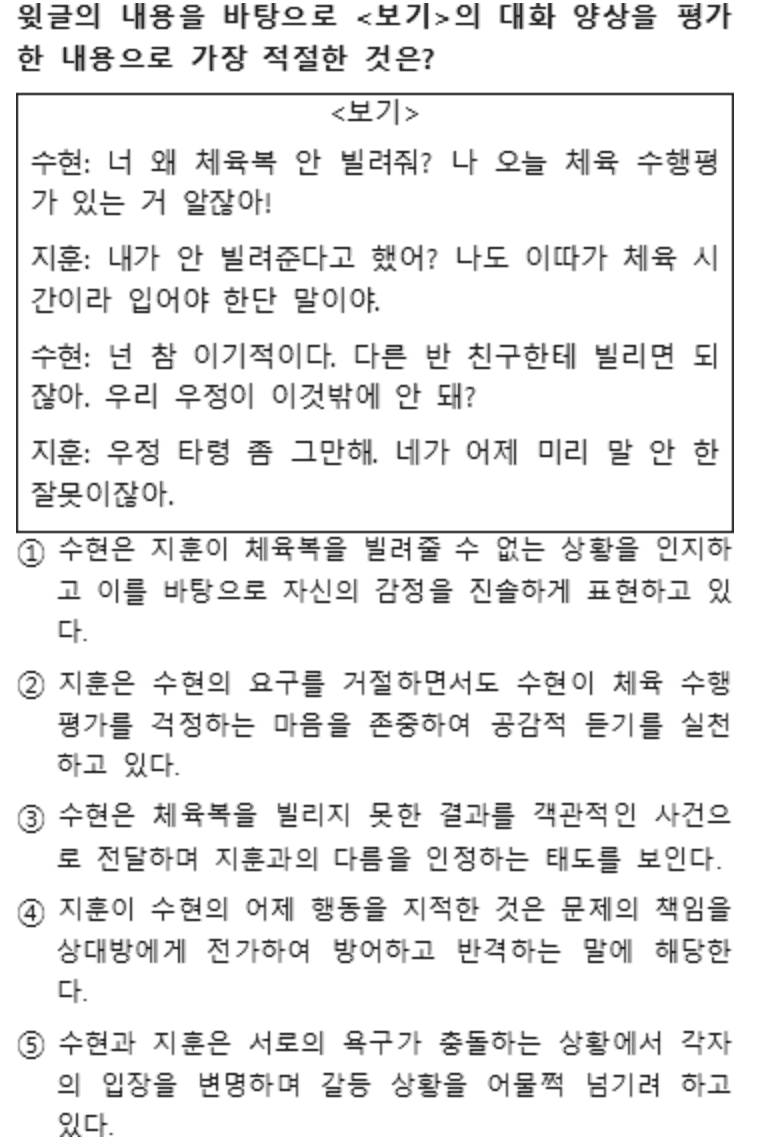 윗글의 내용을 바탕으로 <보기>의 대화 양상을 평가
한 내용으로 가장 적절한 것은?
<보기>
수현: 너 왜 체육복 안 빌려줘? 나 오늘 체육 수행평
가 있는 거 알잖아!
지훈: 내가 안 빌려준다고 했어? 나도 이따가 체육 시
간이라 입어야 한단 말이야.
수현: 넌 참 이기적이다. 다른 반 친구한테 빌리면 되
잖아. 우리 우정이 이것밖에 안 돼?
지훈: 우정 타령 좀 그만해. 네가 어제 미리 말 안 한
잘못이잖아.
① 수현은 지훈이 체육복을 빌려줄 수 없는 상황을 인지하
고 이를 바탕으로 자신의 감정을 진솔하게 표현하고 있
다.
② 지훈은 수현의 요구를 거절하면서도 수현이 체육 수행
평가를 걱정하는 마음을 존중하여 공감적 듣기를 실천
하고 있다.
③ 수현은 체육복을 빌리지 못한 결과를 객관적인 사건으
로 전달하며 지훈과의 다름을 인정하는 태도를 보인다.
④ 지훈이 수현의 어제 행동을 지적한 것은 문제의 책임을
상대방에게 전가하여 방어하고 반격하는 말에 해당한
다.
⑤ 수현과 지훈은 서로의 욕구가 충돌하는 상황에서 각자
의 입장을 변명하며 갈등 상황을 어물쩍 넘기려 하고
있다.